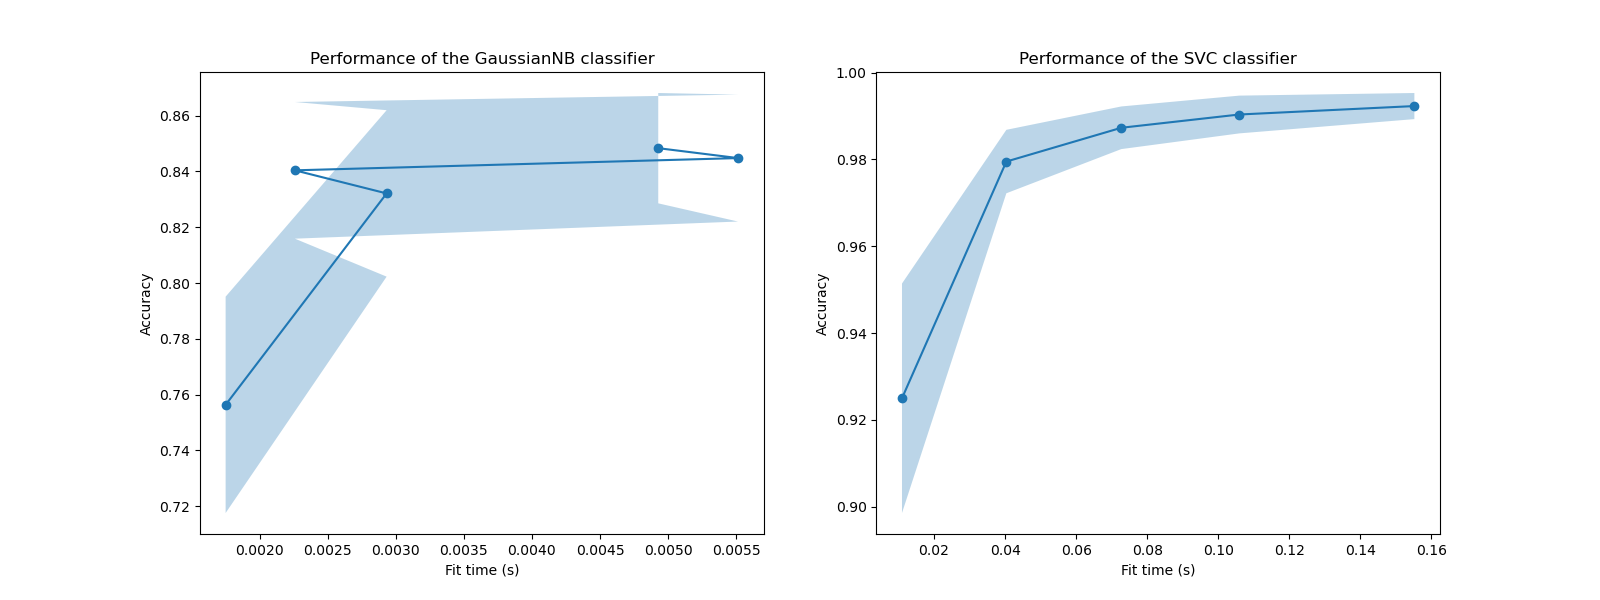 Performance of the GaussianNB classifier
Accuracy
0.86
0.84
0.82
0.80
0.78
0.76
0.74
0.72
0.0020 0.0025 0.0030 0.0035 0.0040 0.0045 0.0050 0.0055
Fit time (s)
Performance of the SVC classifier
Accuracy
1.00
0.98
0.96
0.94
0.92
0.90
0.02 0.04 0.06 0.08 0.10 0.12 0.14 0.16
Fit time (s)